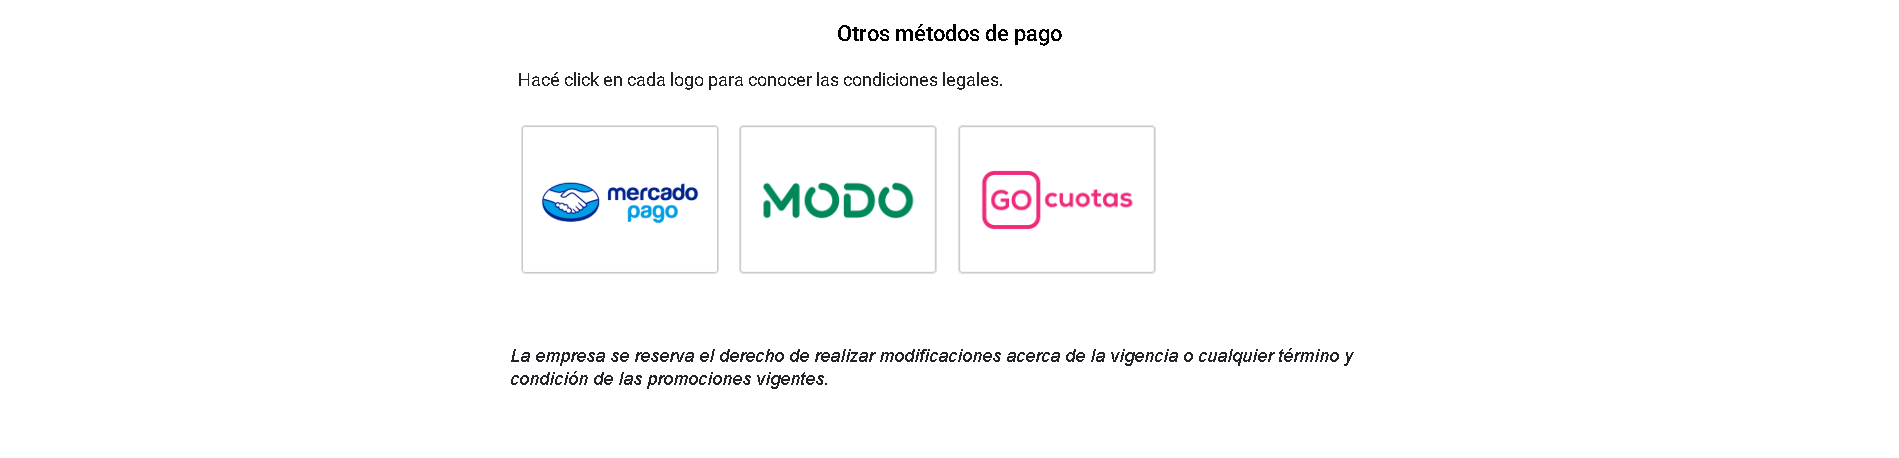 Otros métodos de pago
Hacé click en cada logo para conocer las condiciones legales.
mercado
pago
MODO
GO cuotas
La empresa se reserva el derecho de realizar modificaciones acerca de la vigencia o cualquier término y
condición de las promociones vigentes.